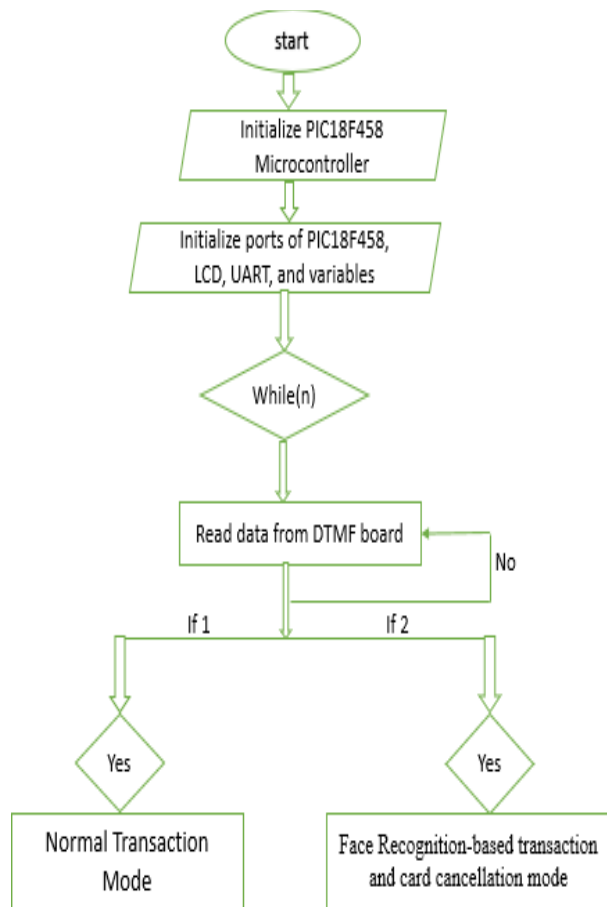 start
Initialize PIC18F458
Microcontroller
Initialize ports of PIC18F458,
LCD, UART, and variables
While(n)
Read data from DTMF board
No
If 1
If 2
Yes
Yes
Normal Transaction
Mode
Face Recognition-based transaction
and card cancellation mode